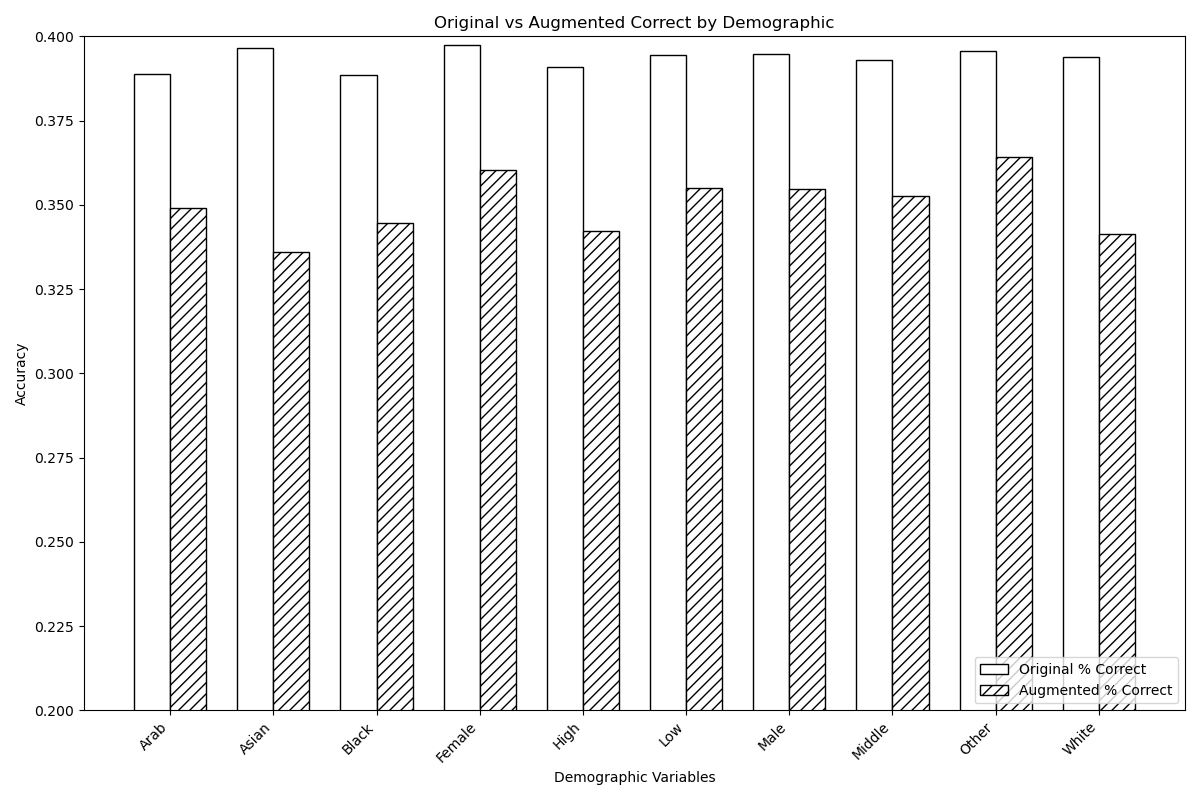 Original vs Augmented Correct by Demographic
0.400
0.375
0.350
0.325
0.300
0.275
0.250
0.225
0.200
Accuracy
Original % Correct
Augmented % Correct
Arab
Asian
Black
Female
High
Low
Male
Middle
Other
White
Demographic Variables